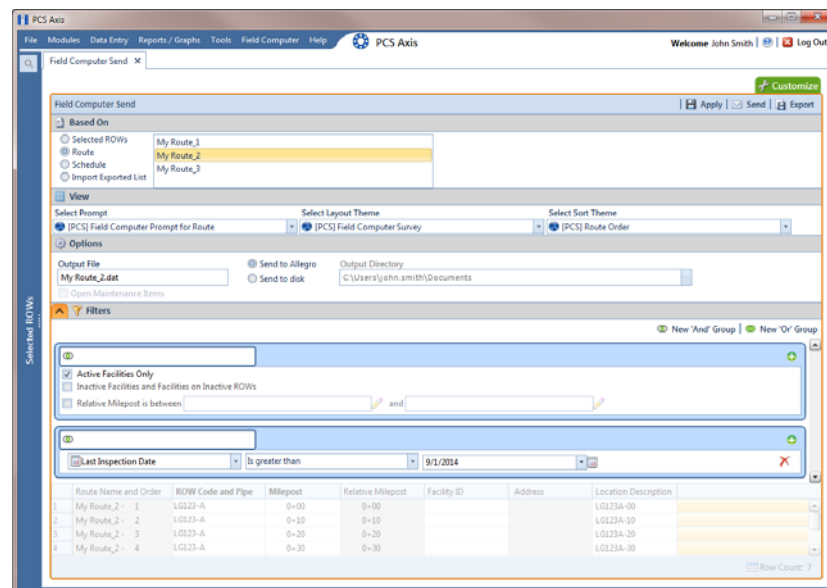 PCS Axis
File Modules Data Entry Reports / Graphs Tools Field Computer Help PCS Axis Welcome John Smith | | Log Out
Field Computer Send X
Customize
Field Computer Send | Apply | Send | Export
Based On
Selected ROWs
Route
Schedule
Import Exported List
My Route_1
My Route_2
My Route_3
View
Select Prompt Select Layout Theme Select Sort Theme
[PCS] Field Computer Prompt for Route [PCS] Field Computer Survey [PCS] Route Order
Options
Output File Send to Allegro Output Directory
My Route_2.dat Send to disk C:\Users\john.smith\Documents
Open Maintenance Items
Filters
Selected ROWs
New 'And' Group | New 'Or' Group
Active Facilities Only
Inactive Facilities and Facilities on Inactive ROWs
Relative Milepost is between and
Last Inspection Date Is greater than 9/1/2014
Route Name and Order ROW Code and Pipe Milepost Relative Milepost Facility ID Address Location Description
1 My Route_2 - 1 LG123-A 0+00 0+00 LG123A-00
2 My Route_2 - 2 LG123-A 0+10 0+10 LG123A-10
3 My Route_2 - 3 LG123-A 0+20 0+20 LG123A-20
4 My Route_2 - 4 LG123-A 0+30 0+30 LG123A-30
Row Count: 7